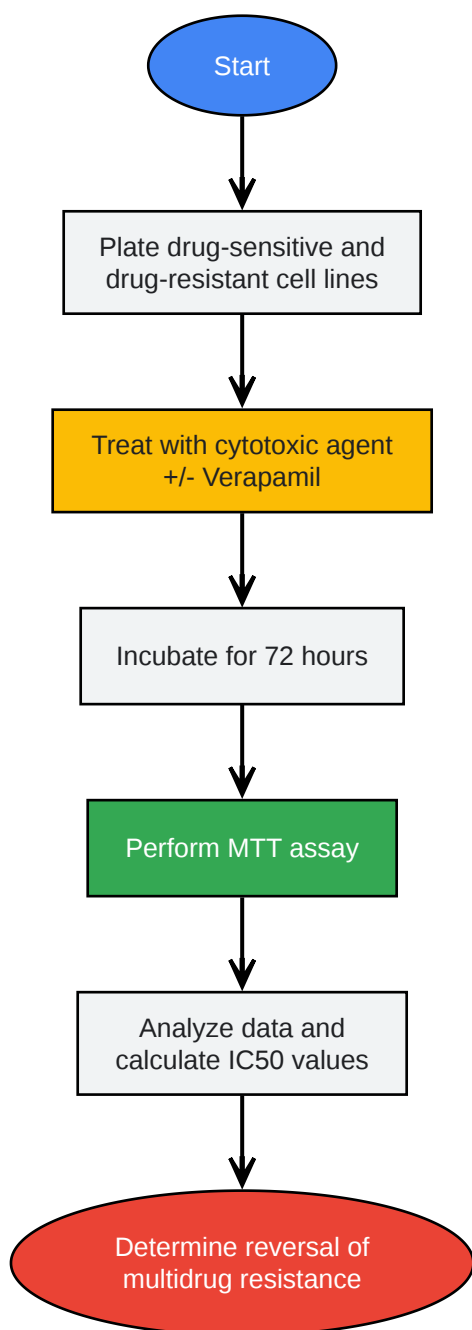 Start
Plate drug-sensitive and
drug-resistant cell lines
Treat with cytotoxic agent
+/- Verapamil
Incubate for 72 hours
Perform MTT assay
Analyze data and
calculate IC50 values
Determine reversal of
multidrug resistance